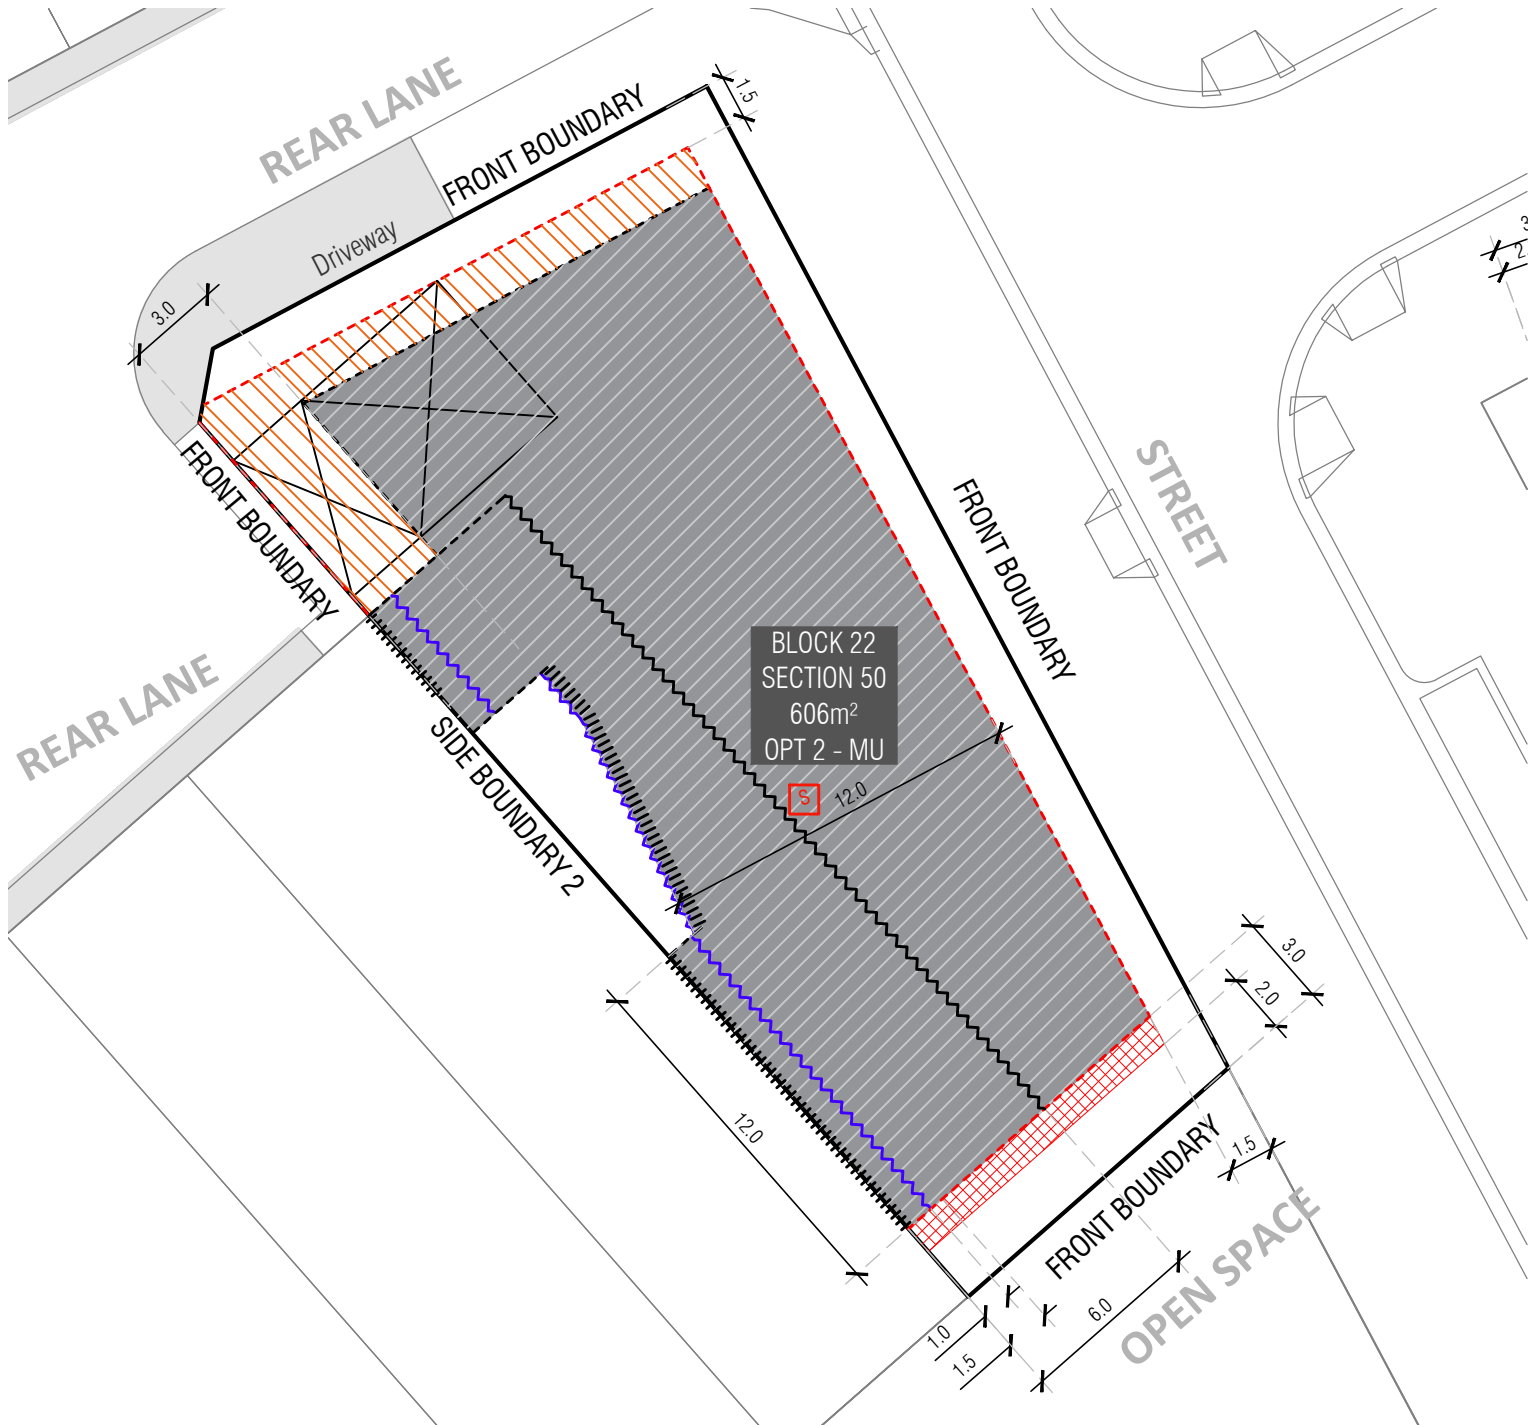 REAR LANE
FRONT BOUNDARY
1.5
Driveway
3.0
3
2.
FRONT BOUNDARY
STREET
FRONT BOUNDARY
REAR LANE
SIDE BOUNDARY 2
BLOCK 22
SECTION 50
606m²
OPT 2 - MU
S
12.0
3.0
2.0
12.0
1.5
FRONT BOUNDARY
OPEN SPACE
6.0
1.0
1.5